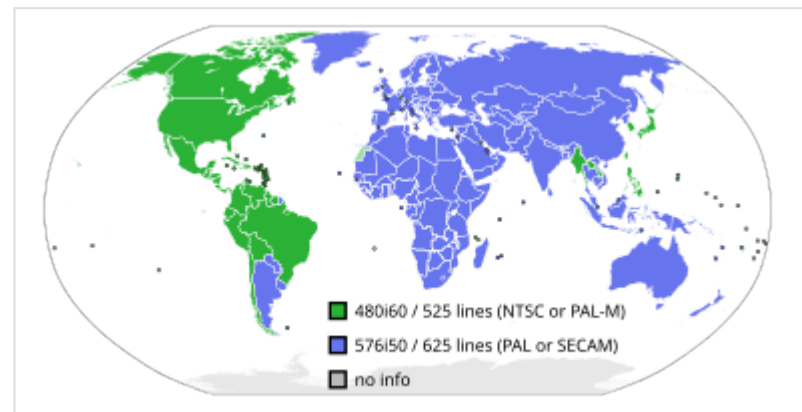 480i60 / 525 lines (NTSC or PAL-M)
576i50 / 625 lines (PAL or SECAM)
no info